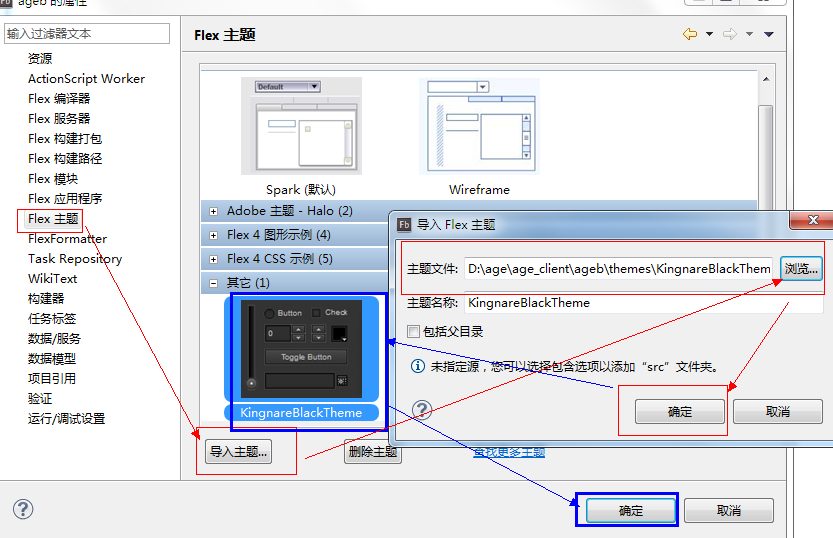 Fb ageb 的属性
输入过滤器文本
资源
ActionScript Worker
Flex 编译器
Flex 服务器
Flex 构建打包
Flex 构建路径
Flex 模块
Flex 应用程序
Flex 主题
FlexFormatter
Task Repository
WikiText
构建器
任务标签
数据/服务
数据模型
项目引用
验证
运行/调试设置
Flex 主题
Default
Spark (默认)
Wireframe
Adobe 主题 - Halo (2)
Flex 4 图形示例 (4)
Flex 4 CSS 示例 (5)
其它 (1)
Button
Check
0
Toggle Button
KingnareBlackTheme
导入主题...
删除主题
查找更多主题
确定
取消
Fb 导入 Flex 主题
主题文件:
D:\age\age_client\ageb\themes\KingnareBlackThem
浏览...
主题名称:
KingnareBlackTheme
包括父目录
未指定源，您可以选择包含选项以添加“src”文件夹。
确定
取消